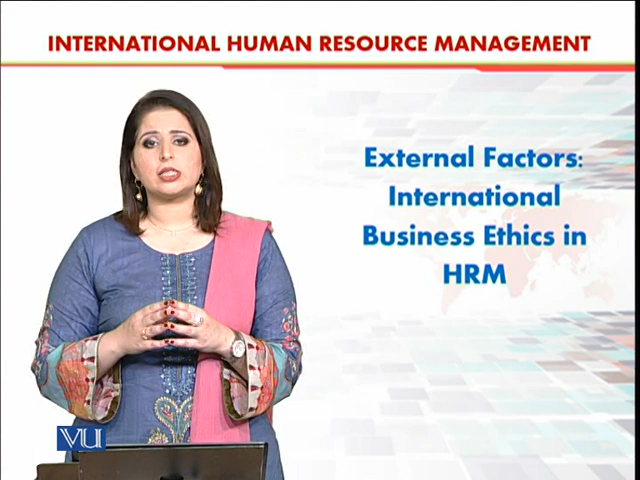 INTERNATIONAL HUMAN RESOURCE MANAGEMENT
External Factors:
International
Business Ethics in
HRM
VU